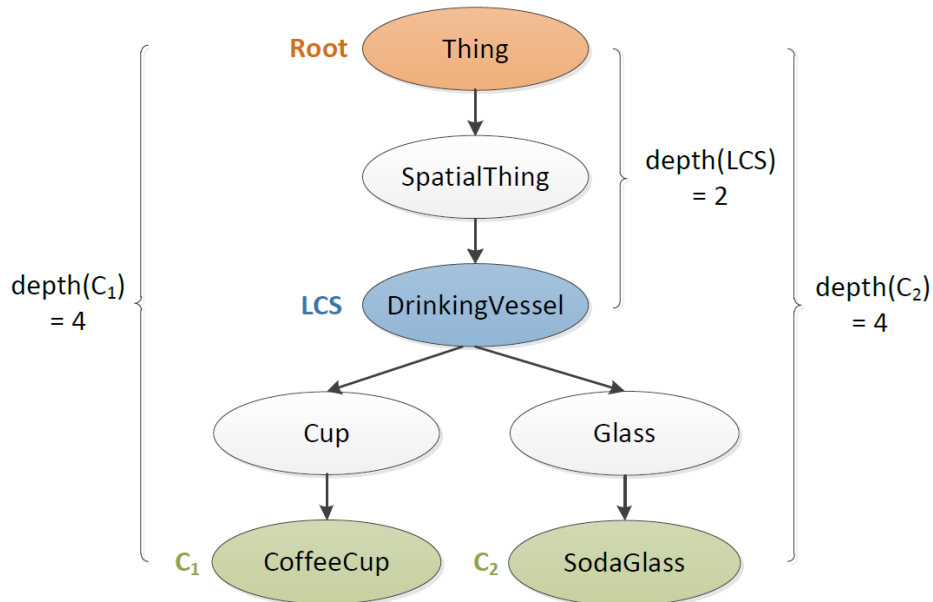 Root
Thing
SpatialThing
depth(LCS)
= 2
depth(C₁)
= 4
LCS
DrinkingVessel
depth(C₂)
= 4
Cup
Glass
C₁
CoffeeCup
C₂
SodaGlass